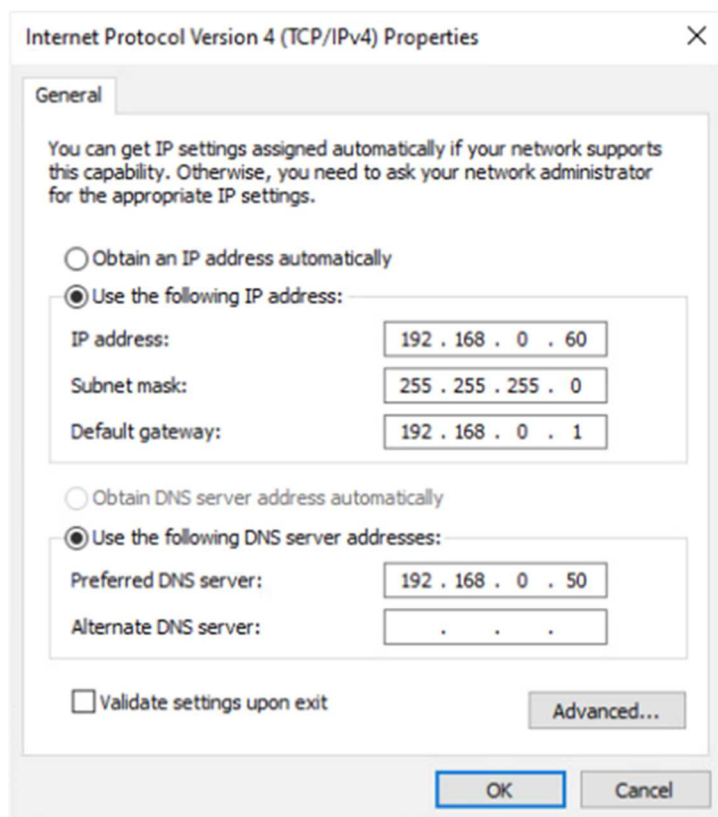 Internet Protocol Version 4 (TCP/IPv4) Properties
General
You can get IP settings assigned automatically if your network supports
this capability. Otherwise, you need to ask your network administrator
for the appropriate IP settings.
Obtain an IP address automatically
Use the following IP address:
IP address: 192 . 168 . 0 . 60
Subnet mask: 255 . 255 . 255 . 0
Default gateway: 192 . 168 . 0 . 1
Obtain DNS server address automatically
Use the following DNS server addresses:
Preferred DNS server: 192 . 168 . 0 . 50
Alternate DNS server: . . .
Validate settings upon exit
Advanced...
OK Cancel